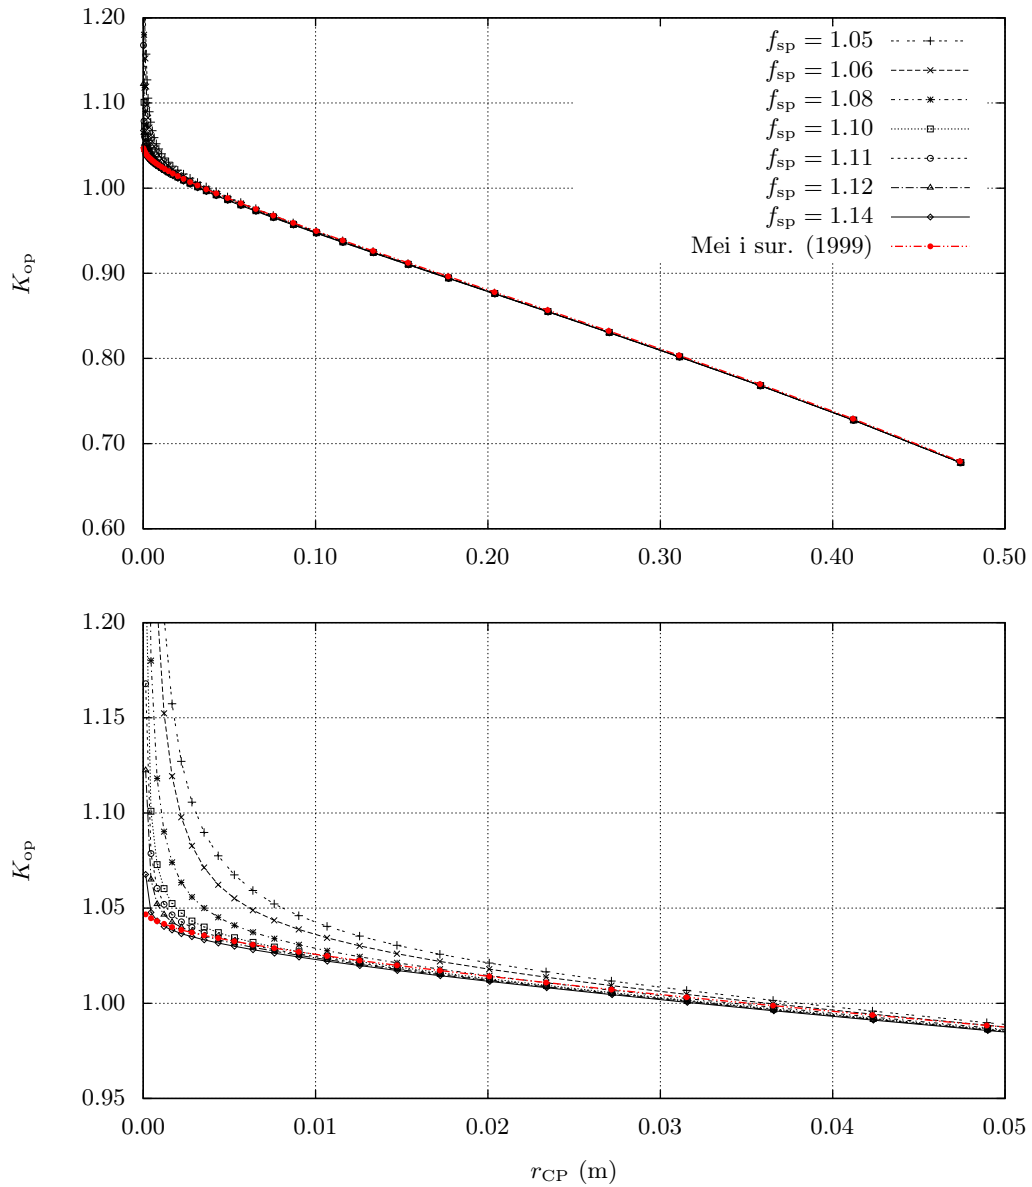 1.20
1.10
1.00
0.90
0.80
0.70
0.60
K_op
f_sp = 1.05
f_sp = 1.06
f_sp = 1.08
f_sp = 1.10
f_sp = 1.11
f_sp = 1.12
f_sp = 1.14
Mei i sur. (1999)
0.00 0.10 0.20 0.30 0.40 0.50
1.20
1.15
1.10
1.05
1.00
0.95
K_op
0.00 0.01 0.02 0.03 0.04 0.05
r_CP (m)